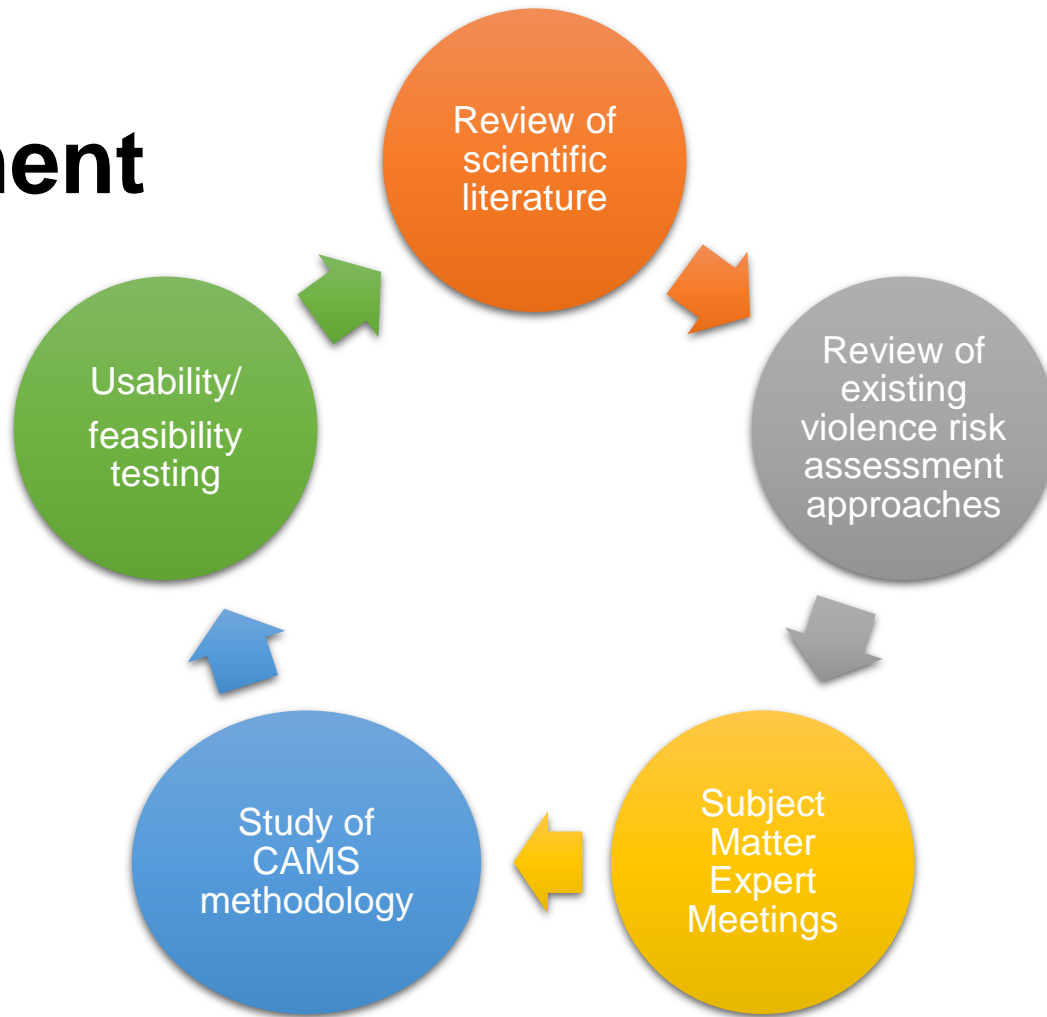 ment
Review of
scientific
literature
Review of
existing
violence risk
assessment
approaches
Subject
Matter
Expert
Meetings
Study of
CAMS
methodology
Usability/
feasibility
testing